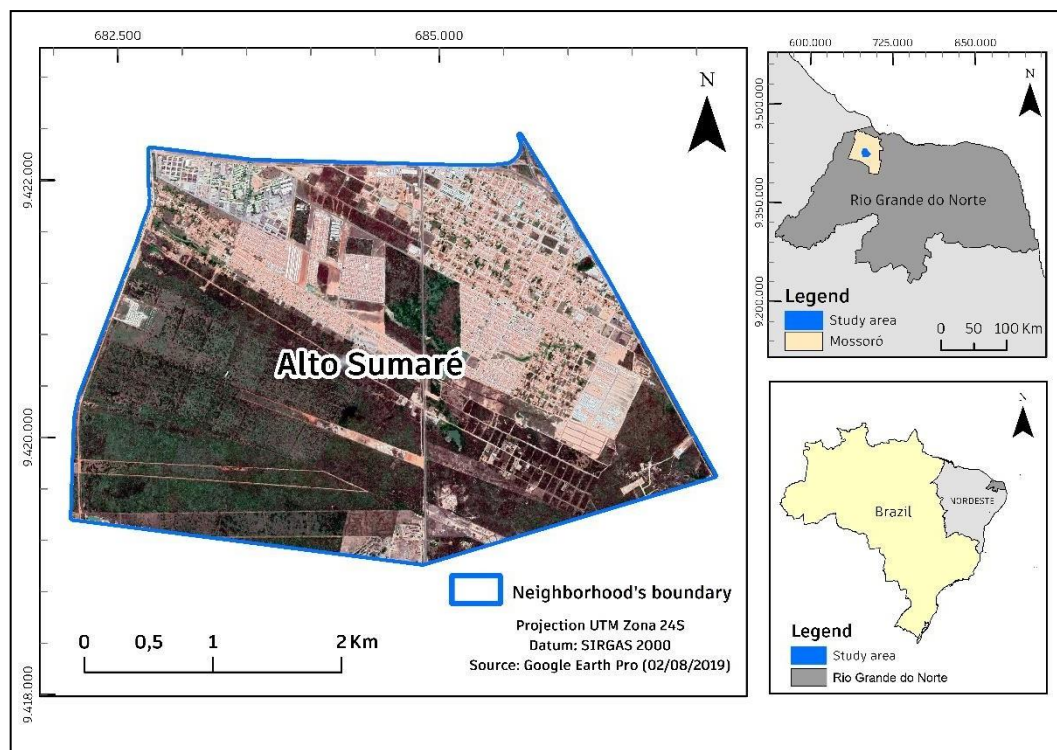 682.500
685.000
N
9.422.000
9.420.000
9.418.000
Alto Sumaré
Neighborhood's boundary
0 0,5 1 2 Km
Projection UTM Zona 24S
Datum: SIRGAS 2000
Source: Google Earth Pro (02/08/2019)
600.000
725.000
850.000
N
9.500.000
9.350.000
9.200.000
Rio Grande do Norte
Legend
Study area
Mossoró
0 50 100 Km
N
NORDESTE
Brazil
Legend
Study area
Rio Grande do Norte